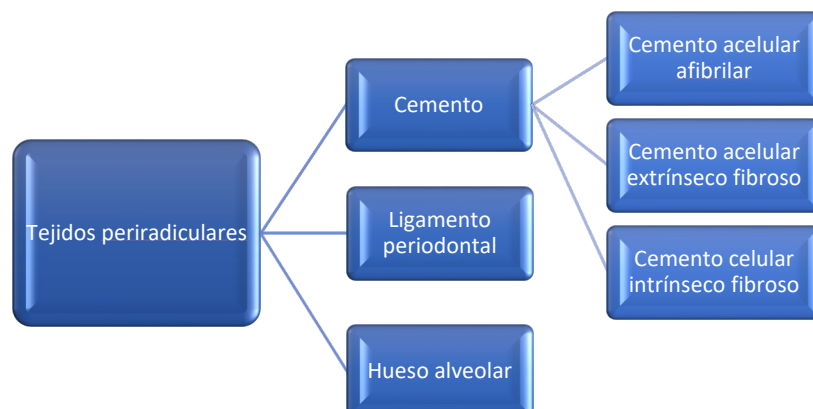 Tejidos periradiculares
Cemento
Ligamento
periodontal
Hueso alveolar
Cemento acelular
afibrilar
Cemento acelular
extrínseco fibroso
Cemento celular
intrínseco fibroso